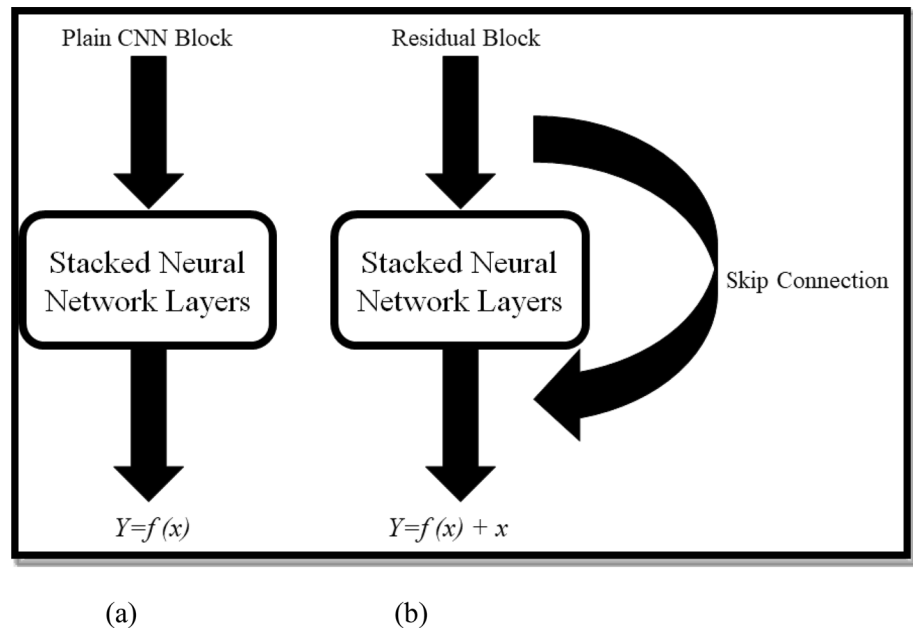 Plain CNN Block
Residual Block
Stacked Neural
Network Layers
Stacked Neural
Network Layers
Skip Connection
Y=f (x)
Y=f (x) + x
(a)
(b)